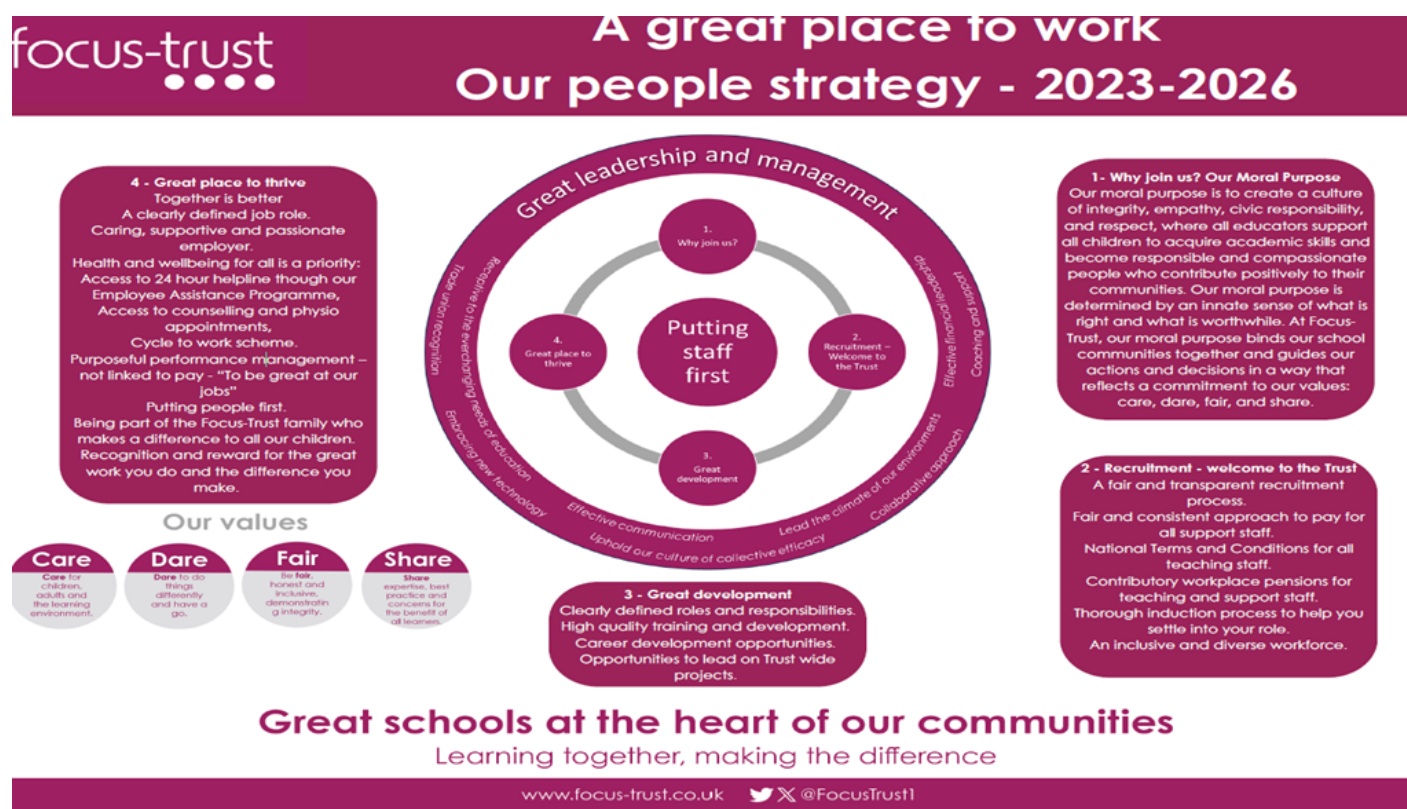 focus-trust
A great place to work
Our people strategy - 2023-2026
4 - Great place to thrive
Together is better
A clearly defined job role.
Caring, supportive and passionate
employer.
Health and wellbeing for all is a priority:
Access to 24 hour helpline though our
Employee Assistance Programme,
Access to counselling and physio
appointments,
Cycle to work scheme.
Purposeful performance management –
not linked to pay - “To be great at our
jobs”
Putting people first.
Being part of the Focus-Trust family who
makes a difference to all our children.
Recognition and reward for the great
work you do and the difference you
make.
Our values
Care
Care for
children,
adults and
the learning
environment.
Dare
Dare to do
things
differently
and have a
go.
Fair
Be fair,
honest and
inclusive,
demonstratin
g integrity.
Share
Share
expertise, best
practice and
concerns for
the benefit of
all learners.
Great leadership and management
Trade union recognition
Receptive to the everchanging needs of education
Embracing new technology
Effective communication
Uphold our culture of collective efficacy
Lead the climate of our environments
Collaborative approach
Effective financial leadership
Coaching and support
1.
Why join us?
2.
Recruitment –
Welcome to
the Trust
3.
Great
development
4.
Great place to
thrive
Putting
staff
first
3 - Great development
Clearly defined roles and responsibilities.
High quality training and development.
Career development opportunities.
Opportunities to lead on Trust wide
projects.
1- Why join us? Our Moral Purpose
Our moral purpose is to create a culture
of integrity, empathy, civic responsibility,
and respect, where all educators support
all children to acquire academic skills and
become responsible and compassionate
people who contribute positively to their
communities. Our moral purpose is
determined by an innate sense of what is
right and what is worthwhile. At Focus-
Trust, our moral purpose binds our school
communities together and guides our
actions and decisions in a way that
reflects a commitment to our values:
care, dare, fair, and share.
2 - Recruitment - welcome to the Trust
A fair and transparent recruitment
process.
Fair and consistent approach to pay for
all support staff.
National Terms and Conditions for all
teaching staff.
Contributory workplace pensions for
teaching and support staff.
Thorough induction process to help you
settle into your role.
An inclusive and diverse workforce.
Great schools at the heart of our communities
Learning together, making the difference
www.focus-trust.co.uk @FocusTrust1